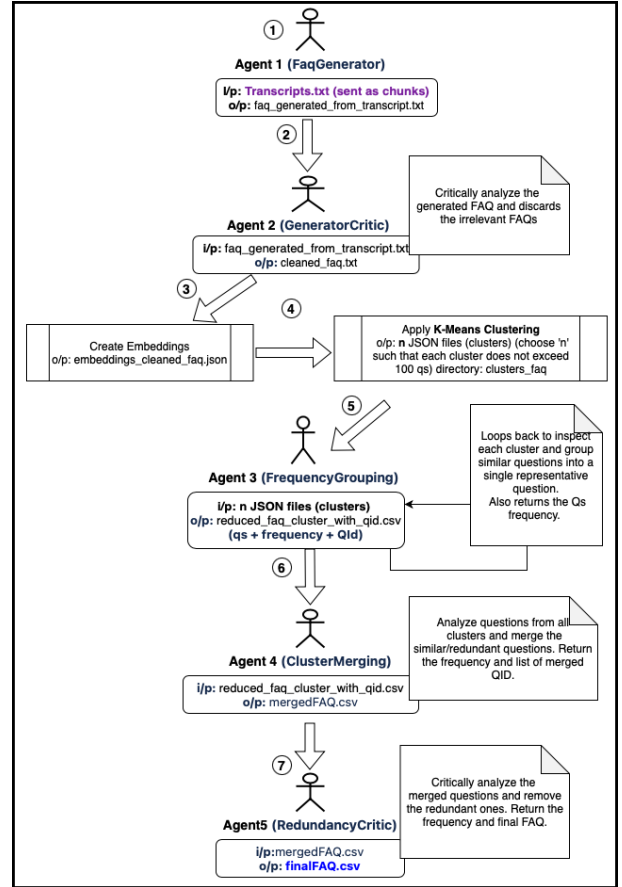 1
Agent 1 (FaqGenerator)
I/p: Transcripts.txt (sent as chunks)
o/p: faq_generated_from_transcript.txt
2
Critically analyze the
generated FAQ and discards
the irrelevant FAQs
Agent 2 (GeneratorCritic)
i/p: faq_generated_from_transcript.txt
o/p: cleaned_faq.txt
3
4
Create Embeddings
o/p: embeddings_cleaned_faq.json
Apply K-Means Clustering
o/p: n JSON files (clusters) (choose 'n'
such that each cluster does not exceed
100 qs) directory: clusters_faq
5
Loops back to inspect
each cluster and group
similar questions into a
single representative
question.
Also returns the Qs
frequency.
Agent 3 (FrequencyGrouping)
i/p: n JSON files (clusters)
o/p: reduced_faq_cluster_with_qid.csv
(qs + frequency + QId)
6
Analyze questions from all
clusters and merge the
similar/redundant questions. Return
the frequency and list of merged
QID.
Agent 4 (ClusterMerging)
i/p: reduced_faq_cluster_with_qid.csv
o/p: mergedFAQ.csv
7
Critically analyze the
merged questions and remove
the redundant ones. Return the
frequency and final FAQ.
Agent5 (RedundancyCritic)
i/p:mergedFAQ.csv
o/p: finalFAQ.csv